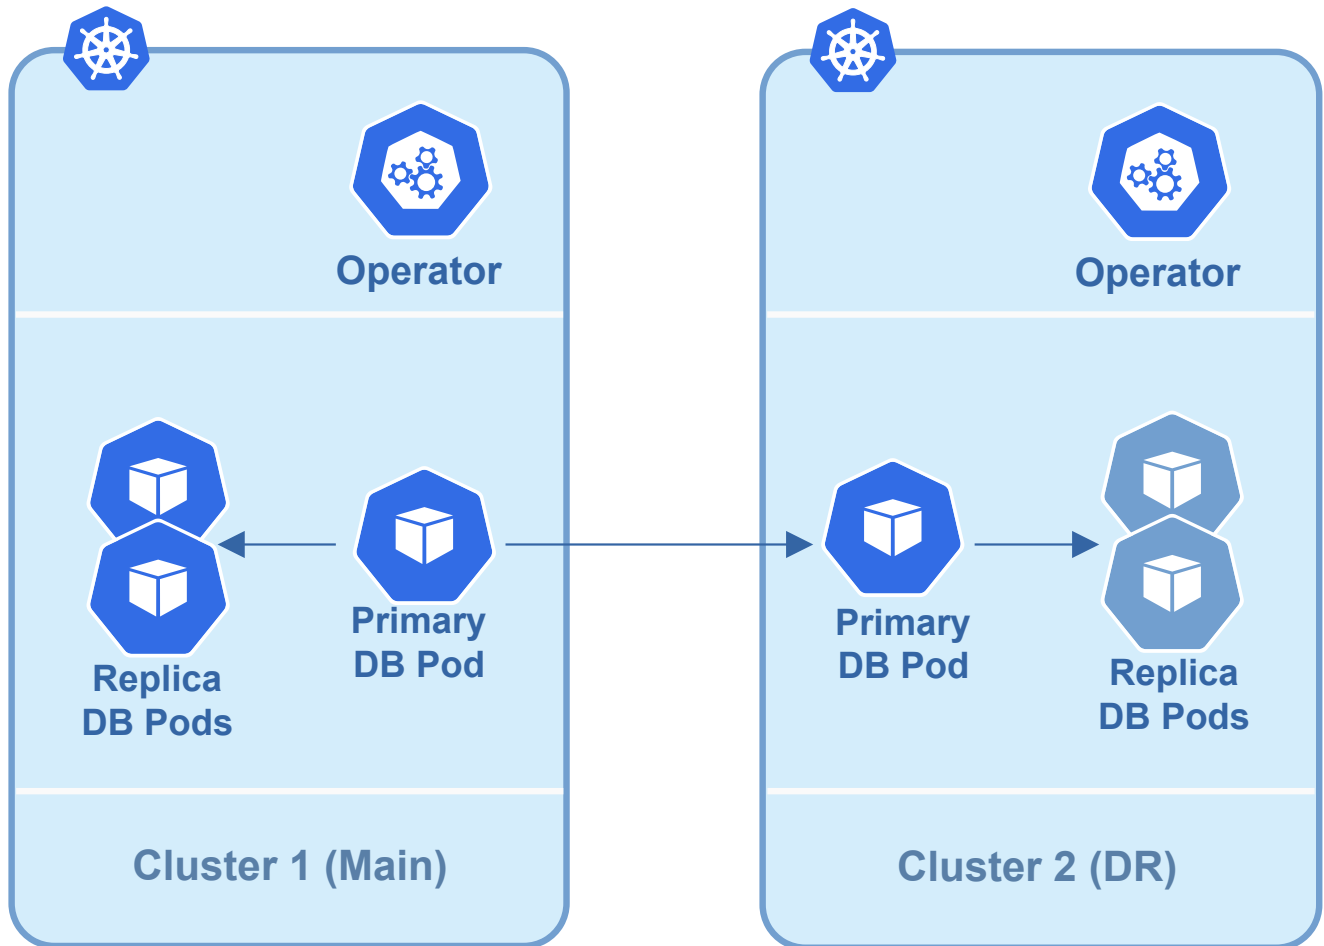 Operator
Replica
DB Pods
Primary
DB Pod
Cluster 1 (Main)
Operator
Primary
DB Pod
Replica
DB Pods
Cluster 2 (DR)